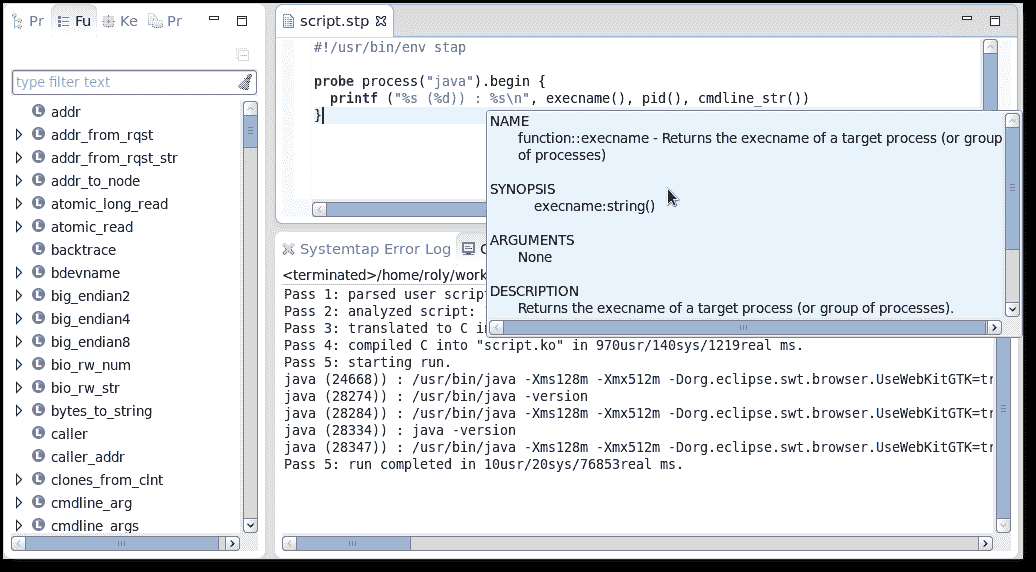 Pr Fu Ke Pr
type filter text
addr
addr_from_rqst
addr_from_rqst_str
addr_to_node
atomic_long_read
atomic_read
backtrace
bdevname
big_endian2
big_endian4
big_endian8
bio_rw_num
bio_rw_str
bytes_to_string
caller
caller_addr
clones_from_clnt
cmdline_arg
cmdline_args
script.stp
#!/usr/bin/env stap
probe process("java").begin {
printf ("%s (%d)) : %s\n", execname(), pid(), cmdline_str())
}
NAME
function::execname - Returns the execname of a target process (or group
of processes)
SYNOPSIS
execname:string()
ARGUMENTS
None
DESCRIPTION
Returns the execname of a target process (or group of processes).
Systemtap Error Log
<terminated>/home/roly/work
Pass 1: parsed user script
Pass 2: analyzed script:
Pass 3: translated to C
Pass 4: compiled C into "script.ko" in 970usr/140sys/1219real ms.
Pass 5: starting run.
java (24668)) : /usr/bin/java -Xms128m -Xmx512m -Dorg.eclipse.swt.browser.UseWebKitGTK=tr
java (28274)) : /usr/bin/java -version
java (28284)) : /usr/bin/java -Xms128m -Xmx512m -Dorg.eclipse.swt.browser.UseWebKitGTK=tr
java (28334)) : java -version
java (28347)) : /usr/bin/java -Xms128m -Xmx512m -Dorg.eclipse.swt.browser.UseWebKitGTK=tr
Pass 5: run completed in 10usr/20sys/76853real ms.